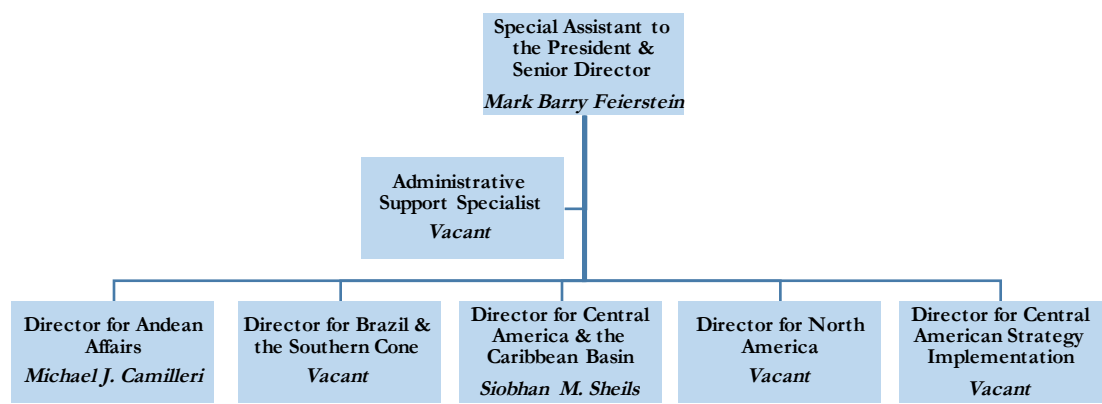 Special Assistant to
the President &
Senior Director
Mark Barry Feierstein
Administrative
Support Specialist
Vacant
Director for Andean
Affairs
Michael J. Camilleri
Director for Brazil &
the Southern Cone
Vacant
Director for Central
America & the
Caribbean Basin
Siobhan M. Sheils
Director for North
America
Vacant
Director for Central
American Strategy
Implementation
Vacant